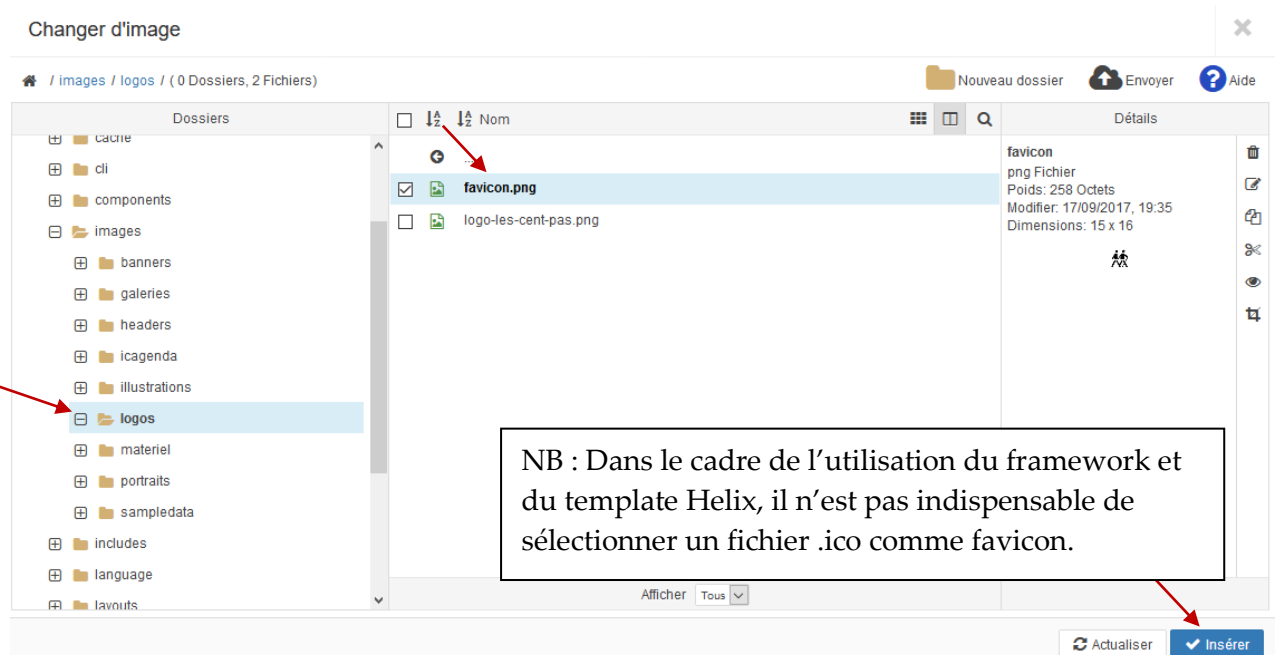 Changer d'image
/ images / logos / ( 0 Dossiers, 2 Fichiers)
Nouveau dossier
Envoyer
Aide
Dossiers
Nom
Détails
cache
cli
components
images
banners
galeries
headers
icagenda
illustrations
logos
materiel
portraits
sampledata
includes
language
layouts
favicon.png
logo-les-cent-pas.png
favicon
png Fichier
Poids: 258 Octets
Modifier: 17/09/2017, 19:35
Dimensions: 15 x 16
NB : Dans le cadre de l’utilisation du framework et
du template Helix, il n’est pas indispensable de
sélectionner un fichier .ico comme favicon.
Afficher Tous
Actualiser
Insérer